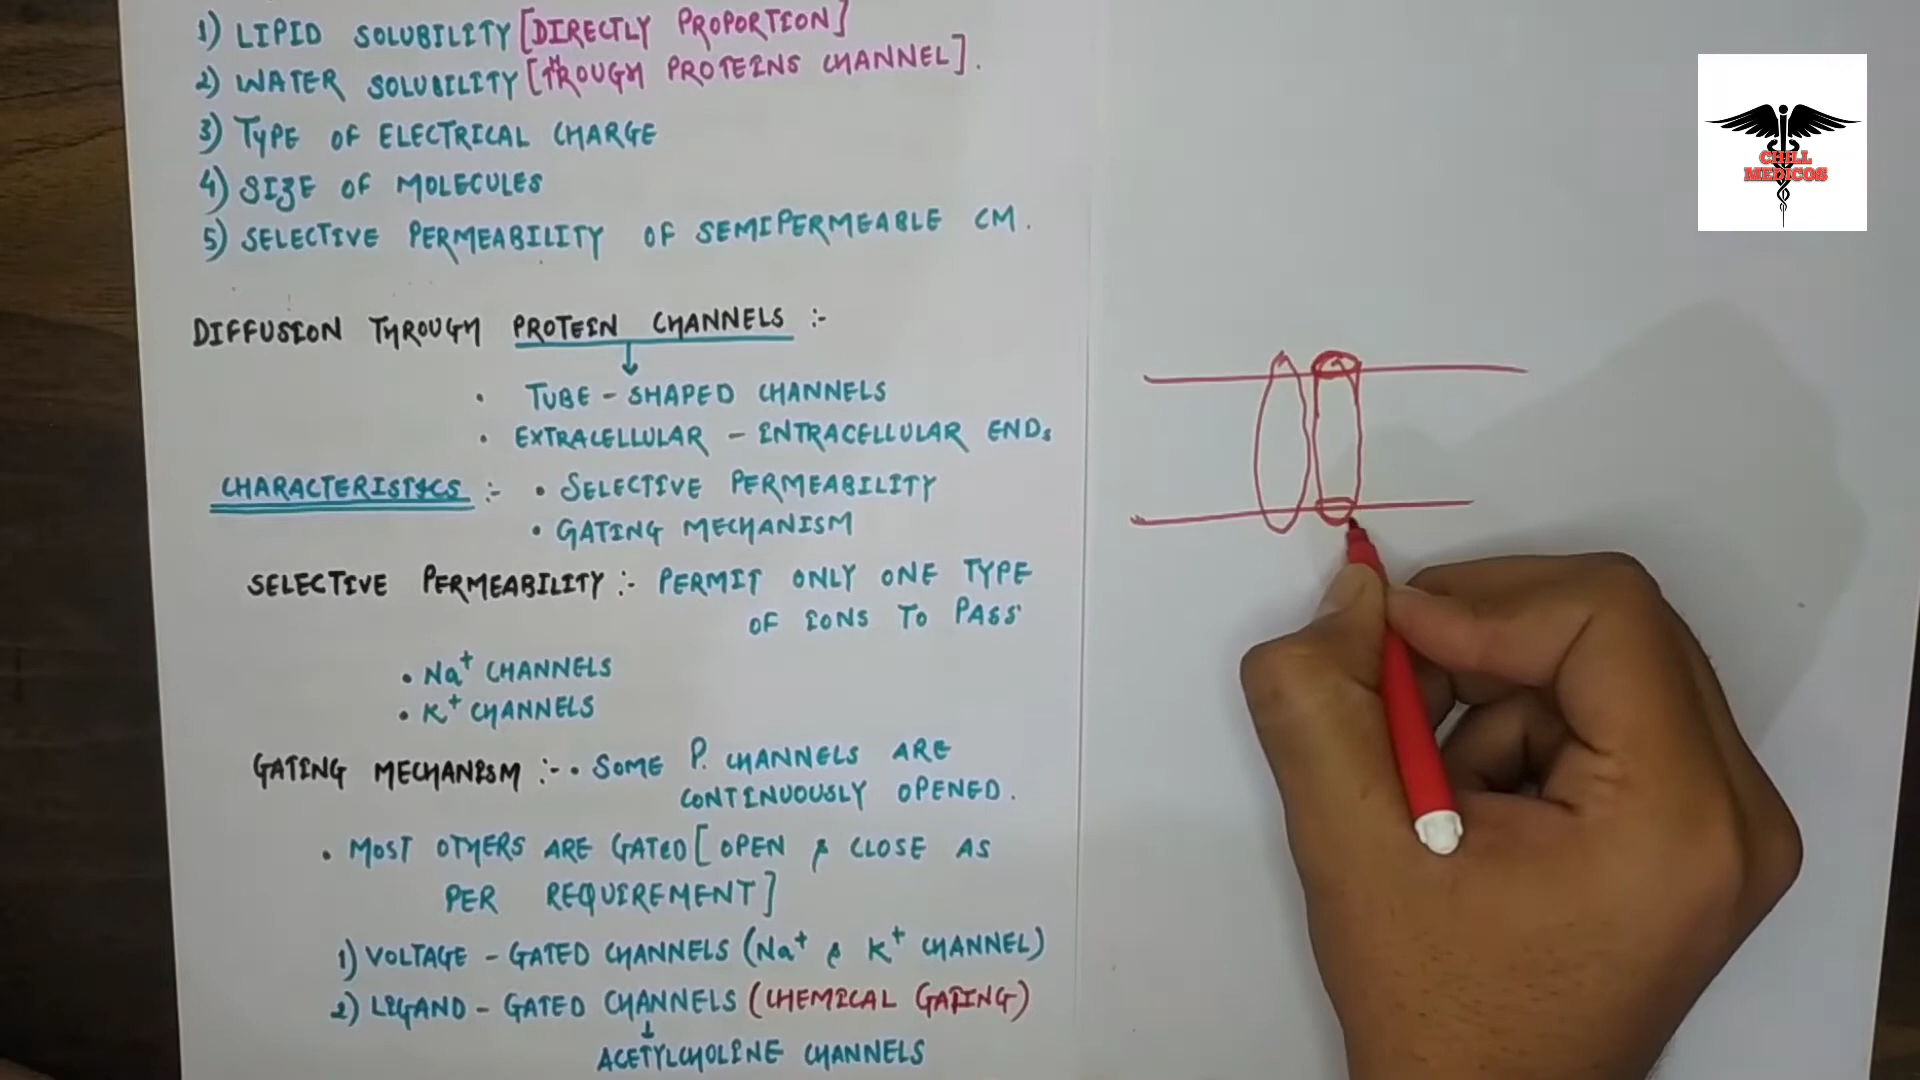 1) LIPID SOLUBILITY [DIRECTLY PROPORTION]
2) WATER SOLUBILITY [THROUGH PROTEINS CHANNEL].
3) TYPE OF ELECTRICAL CHARGE
4) SIZE OF MOLECULES
5) SELECTIVE PERMEABILITY OF SEMIPERMEABLE CM.
DIFFUSION THROUGH PROTEIN CHANNELS :-
• TUBE - SHAPED CHANNELS
• EXTRACELLULAR - INTRACELLULAR ENDs
CHARACTERISTICS :- • SELECTIVE PERMEABILITY
• GATING MECHANISM
SELECTIVE PERMEABILITY :- PERMIT ONLY ONE TYPE
OF IONS TO PASS
• Na+ CHANNELS
• K+ CHANNELS
GATING MECHANISM :- • SOME P. CHANNELS ARE
CONTINUOUSLY OPENED.
• MOST OTHERS ARE GATED [OPEN & CLOSE AS
PER REQUIREMENT]
1) VOLTAGE - GATED CHANNELS (Na+ & K+ CHANNEL)
2) LIGAND - GATED CHANNELS (CHEMICAL GATING)
↓
ACETYLCHOLINE CHANNELS
CHILL
MEDICOS